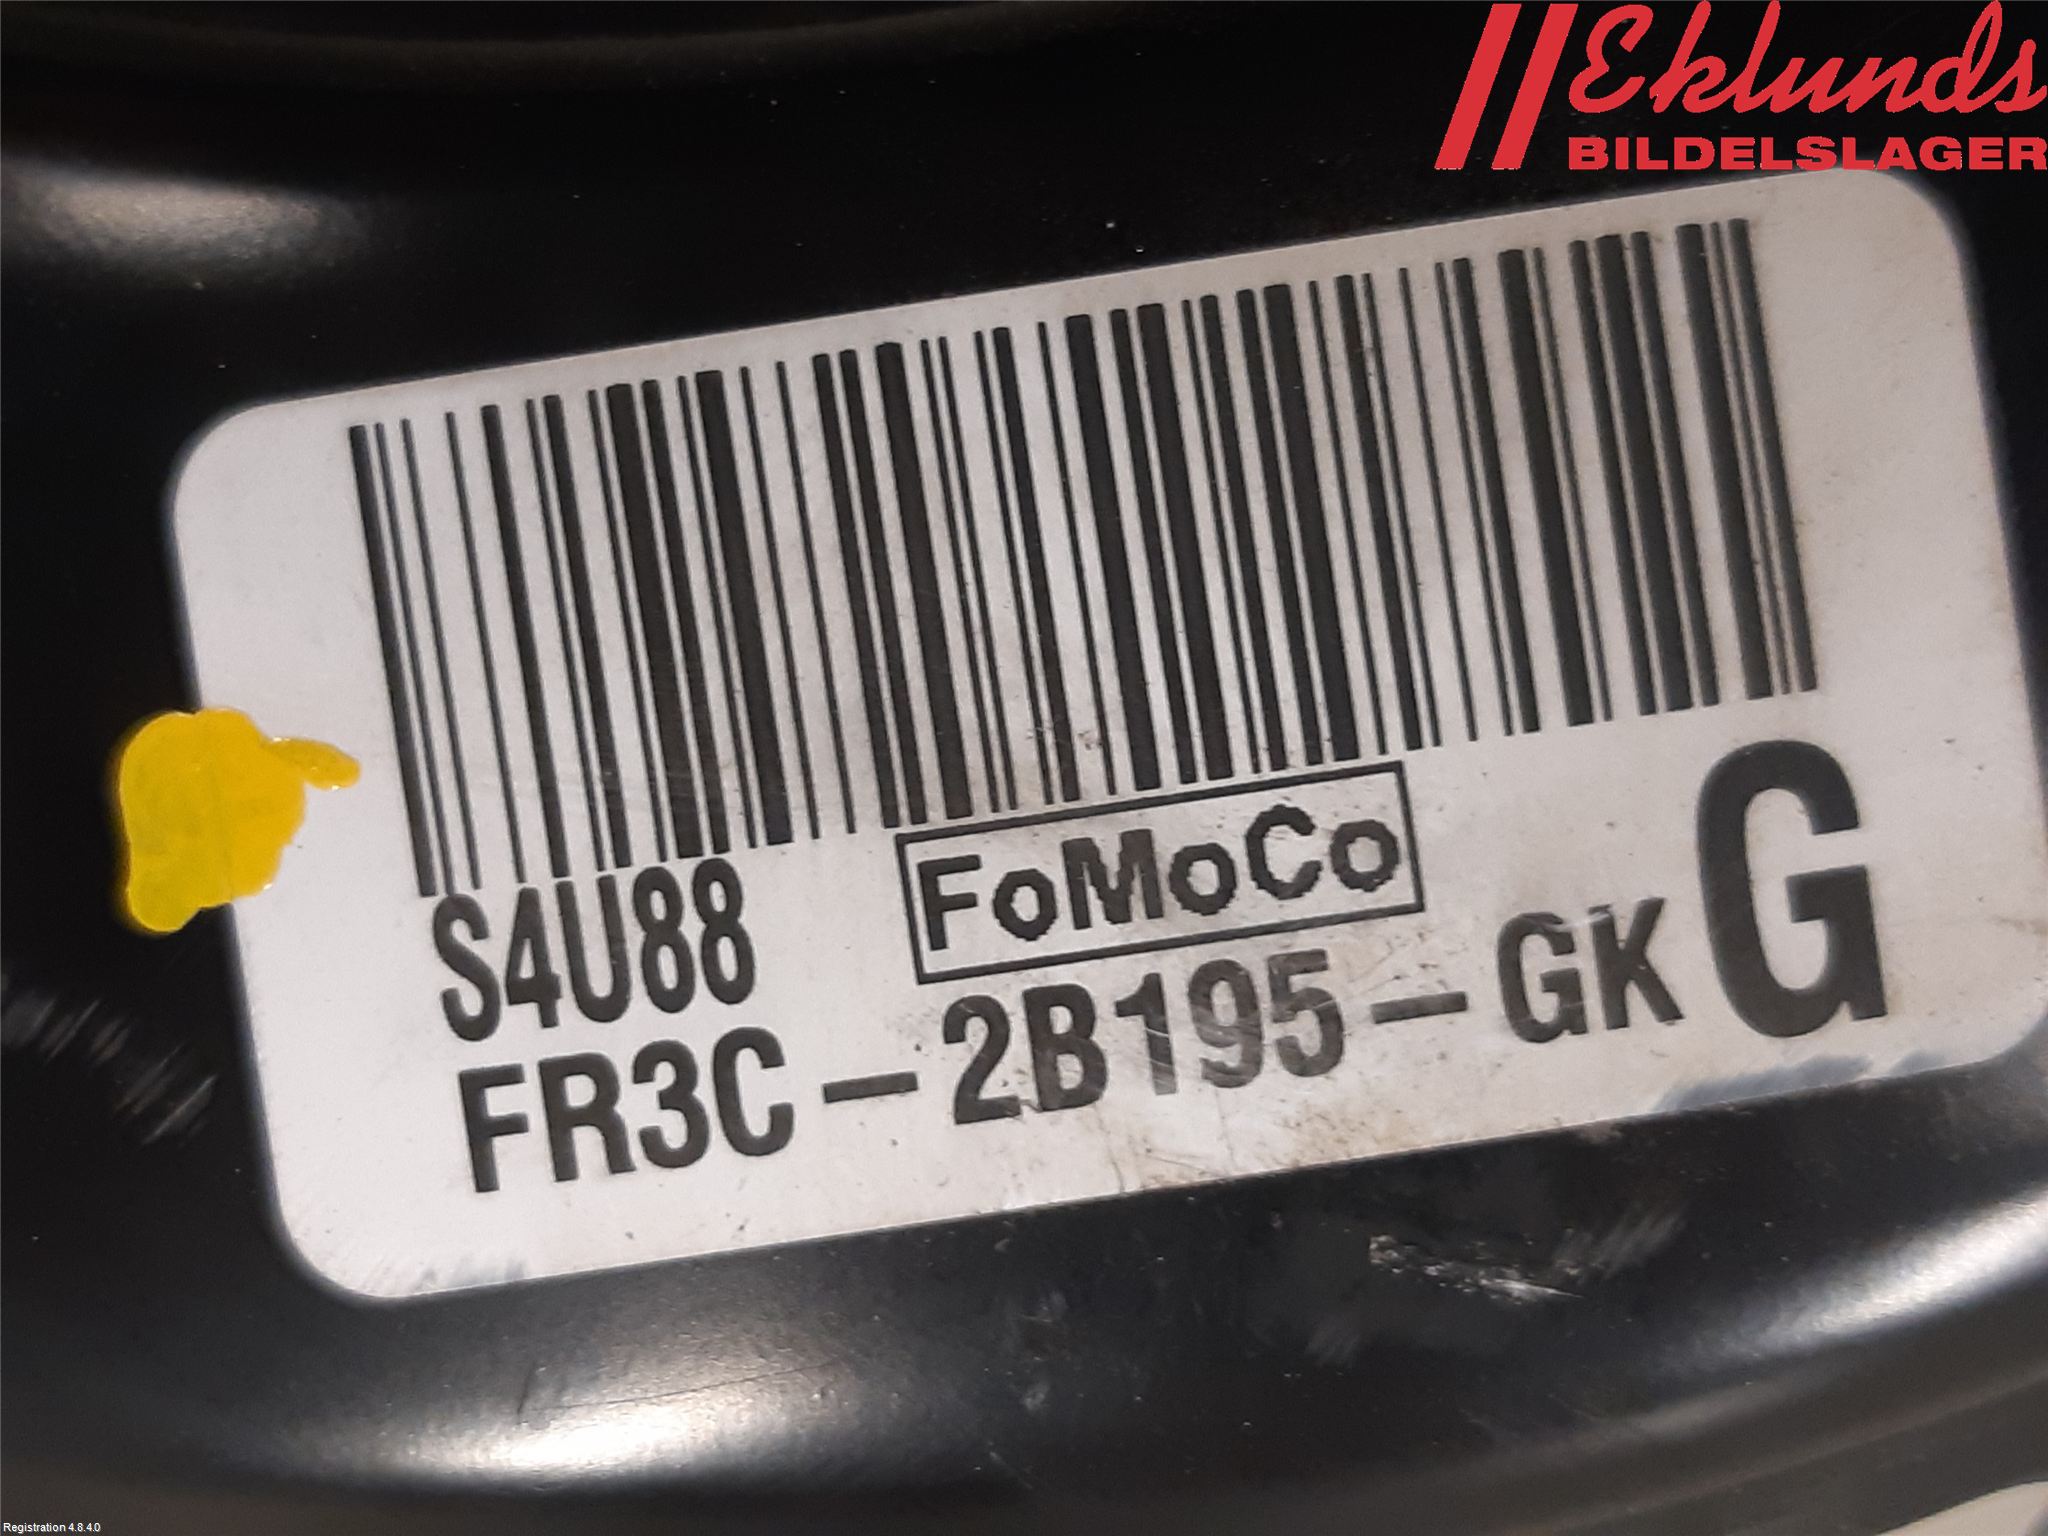 Eklunds
BILDELSLAGER
S4U88
FoMoCo
FR3C-2B195-GK
G
Registration 4.8.4.0